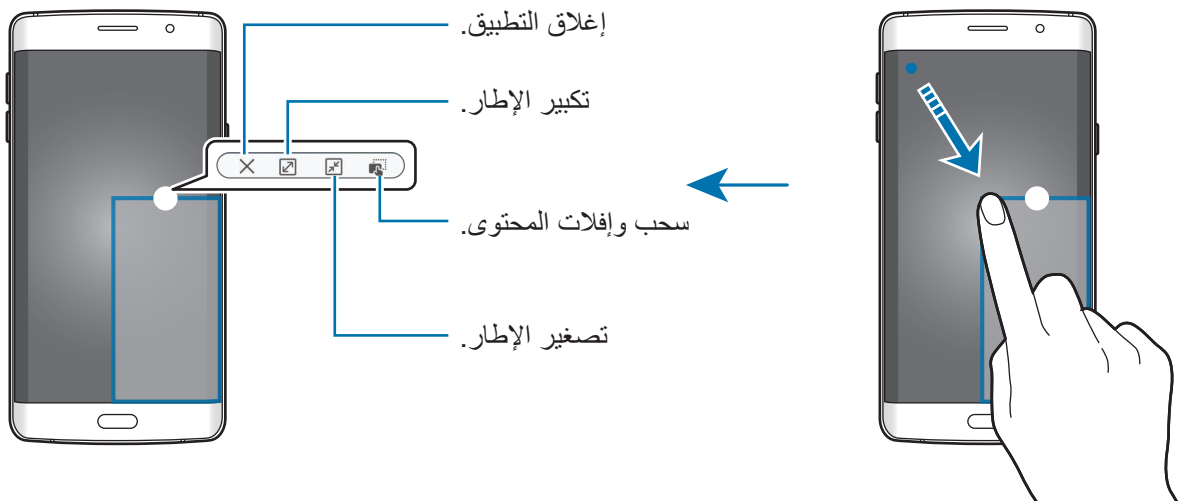 إغلاق التطبيق.
تكبير الإطار.
سحب وإفلات المحتوى.
تصغير الإطار.